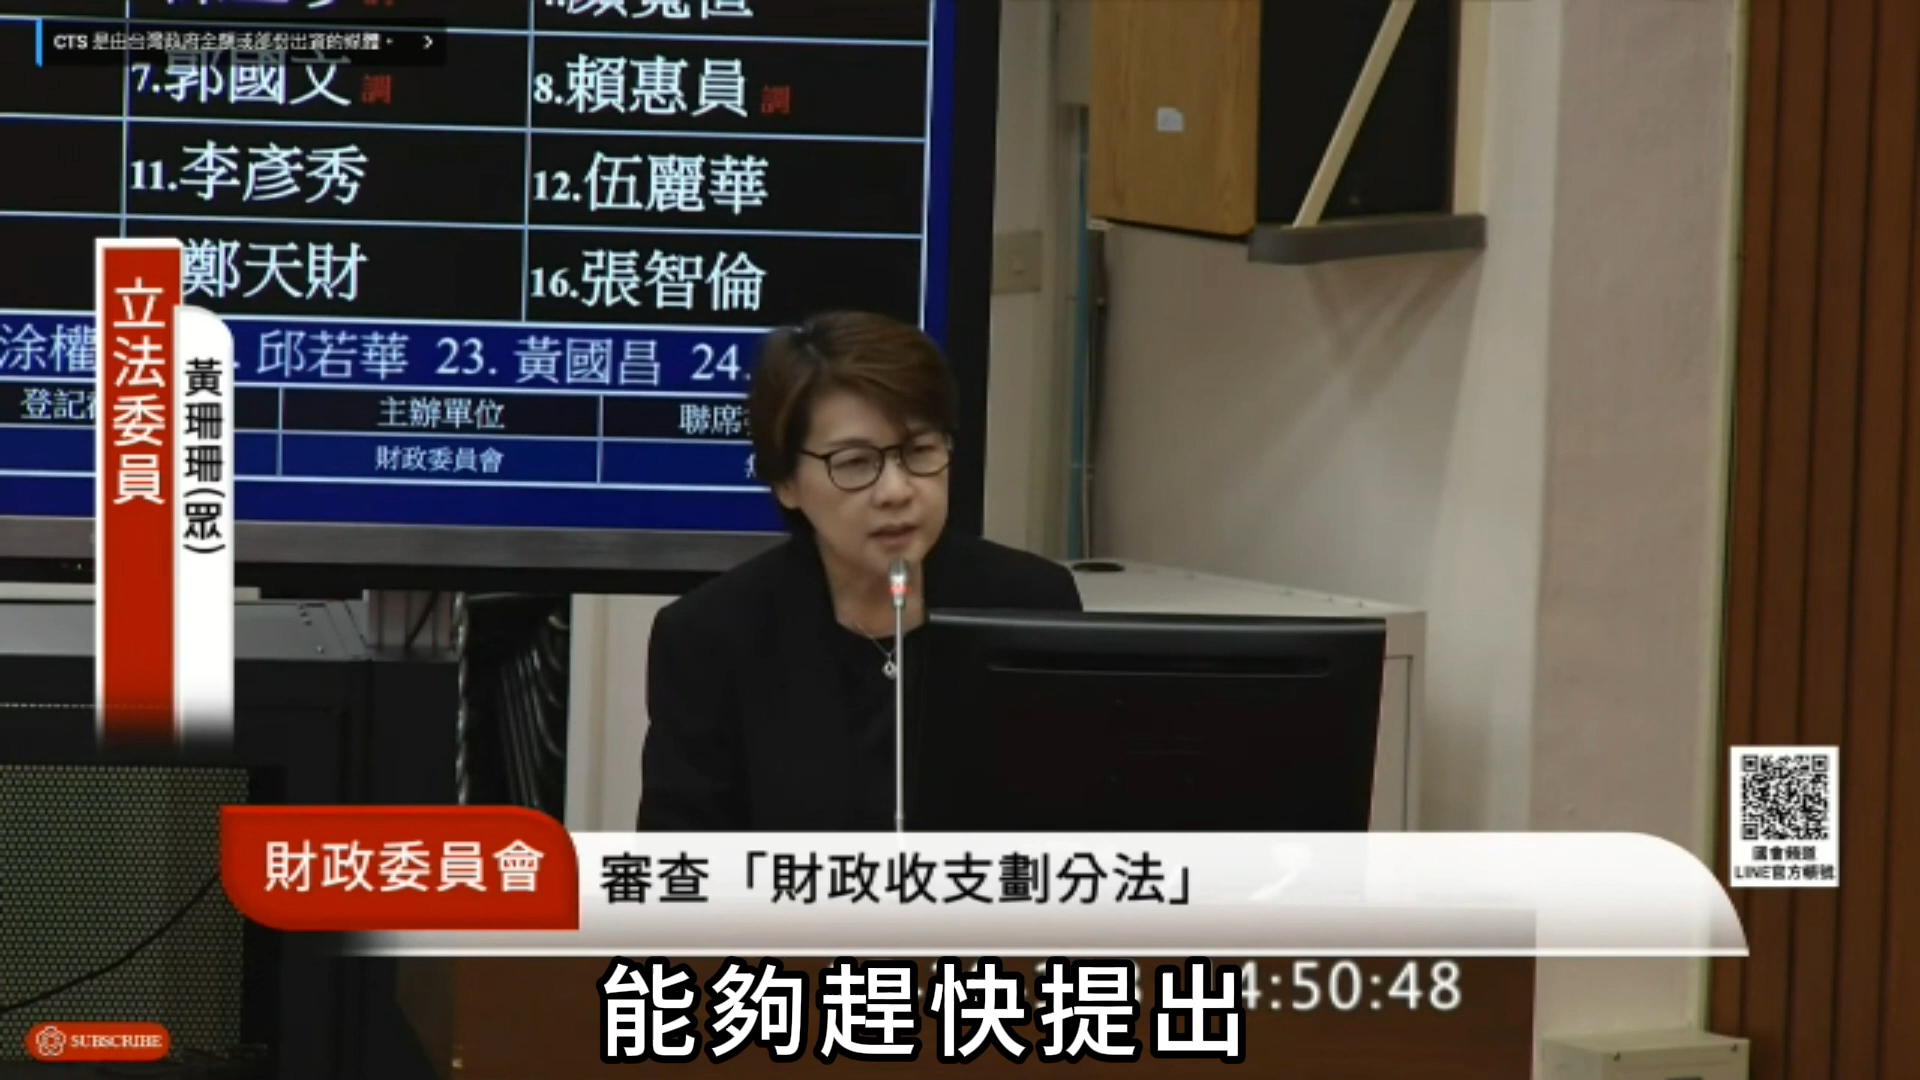 CTS 是由台灣政府全額或部份出資的媒體。
7.郭國文 調
8.賴惠員 調
11.李彥秀
12.伍麗華
鄭天財
16.張智倫
涂權
邱若華 23. 黃國昌 24.
登記
主辦單位
聯席
財政委員會
立法委員
黃珊珊(眾)
國會頻道
LINE官方帳號
財政委員會
審查「財政收支劃分法」
4:50:48
能夠趕快提出
SUBSCRIBE